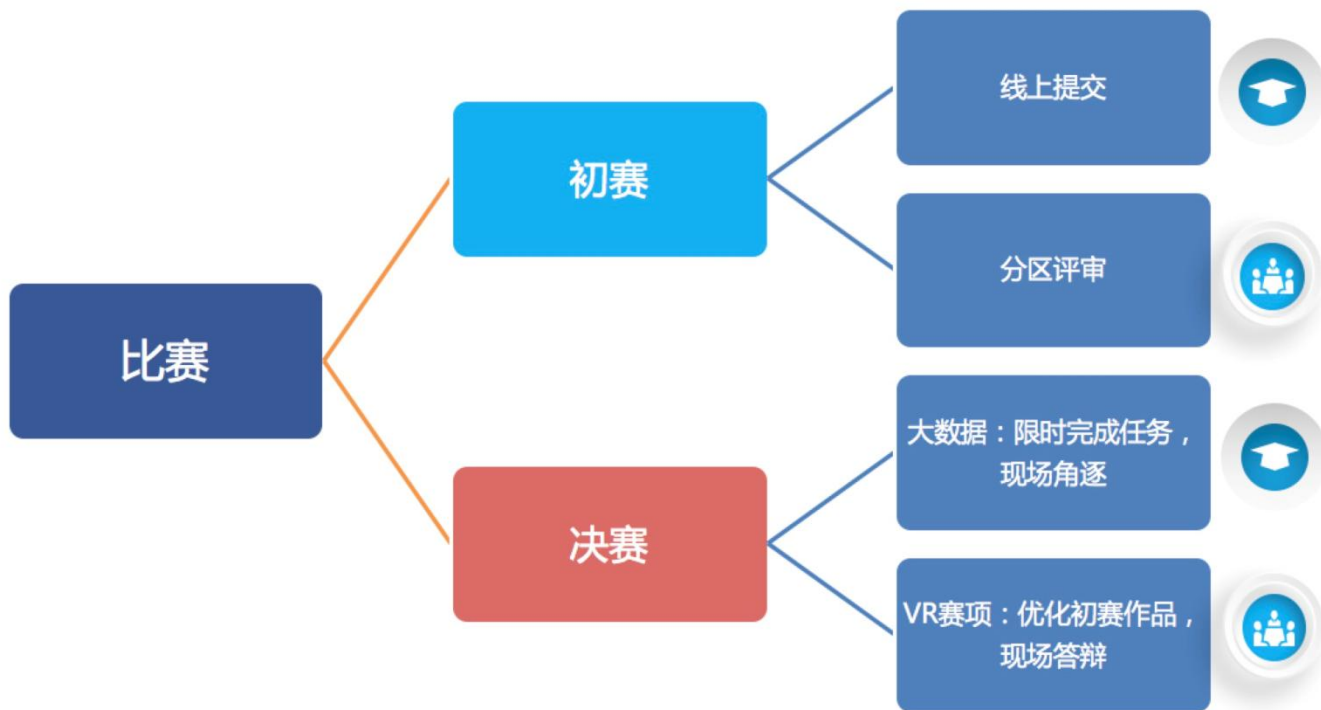 比赛
初赛
线上提交
分区评审
决赛
大数据：限时完成任务，
现场角逐
VR赛项：优化初赛作品，
现场答辩